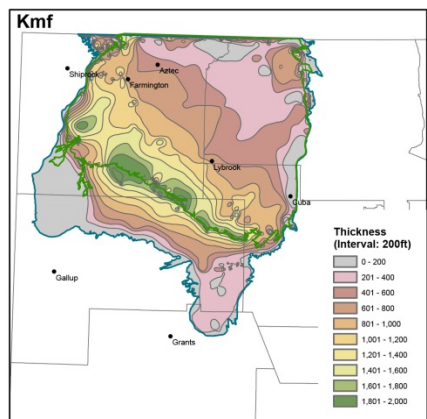 Kmf
Shiprock
Aztec
Farmington
Lybrook
Cuba
Gallup
Grants
Thickness
(Interval: 200ft)
0 - 200
201 - 400
401 - 600
601 - 800
801 - 1,000
1,001 - 1,200
1,201 - 1,400
1,401 - 1,600
1,601 - 1,800
1,801 - 2,000